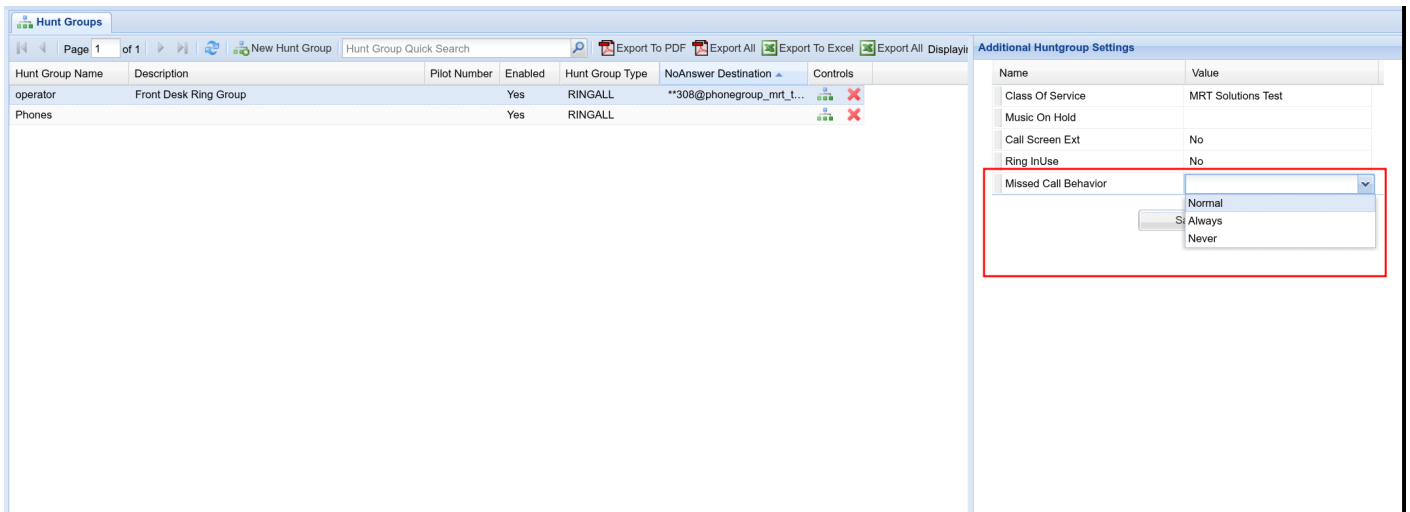 Hunt Groups
Page 1 of 1 New Hunt Group Hunt Group Quick Search Export To PDF Export All Export To Excel Export All Displayin
Hunt Group Name Description Pilot Number Enabled Hunt Group Type NoAnswer Destination Controls
operator Front Desk Ring Group Yes RINGALL **308@phonegroup_mrt_t...
Phones Yes RINGALL
Additional Huntgroup Settings
Name Value
Class Of Service MRT Solutions Test
Music On Hold
Call Screen Ext No
Ring InUse No
Missed Call Behavior
Normal
Always
Never